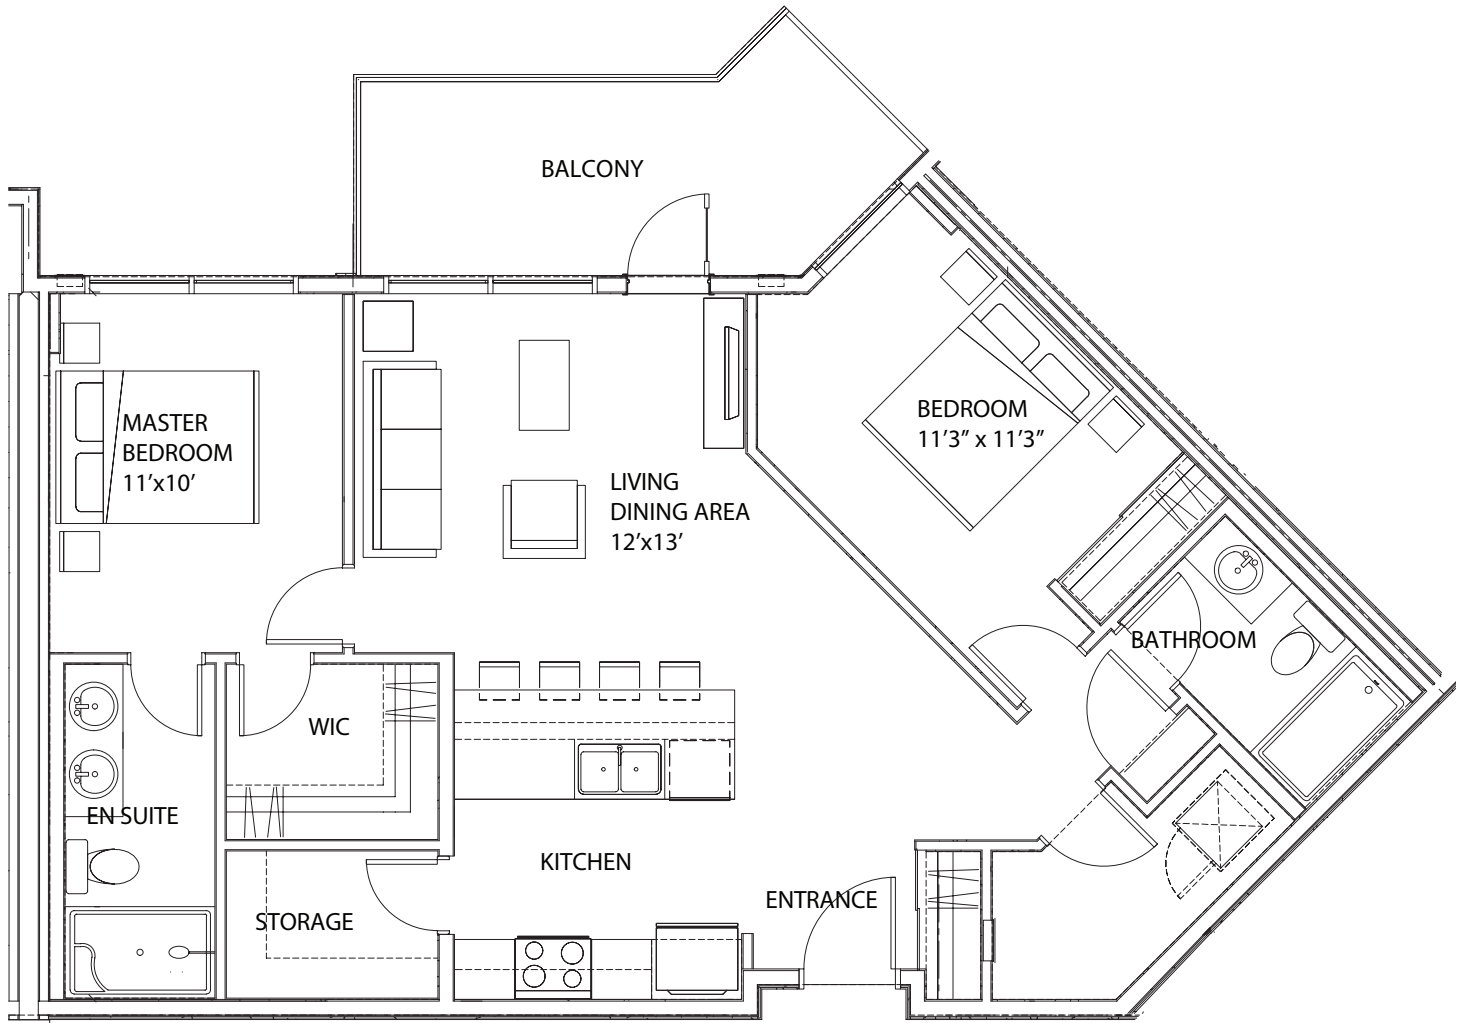 BALCONY
MASTER
BEDROOM
11’x10’
BEDROOM
11’3” x 11’3”
LIVING
DINING AREA
12’x13’
BATHROOM
WIC
EN SUITE
KITCHEN
ENTRANCE
STORAGE